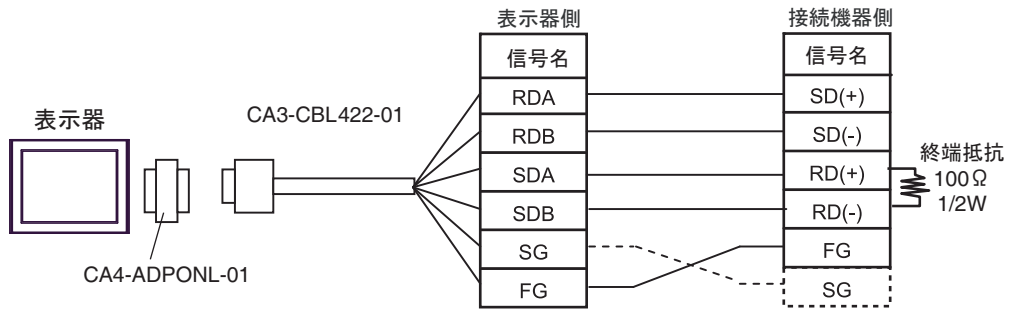 表示器
CA4-ADPONL-01
CA3-CBL422-01
表示器側
信号名
RDA
RDB
SDA
SDB
SG
FG
接続機器側
信号名
SD(+)
SD(-)
RD(+)
RD(-)
FG
SG
終端抵抗
100Ω
1/2W